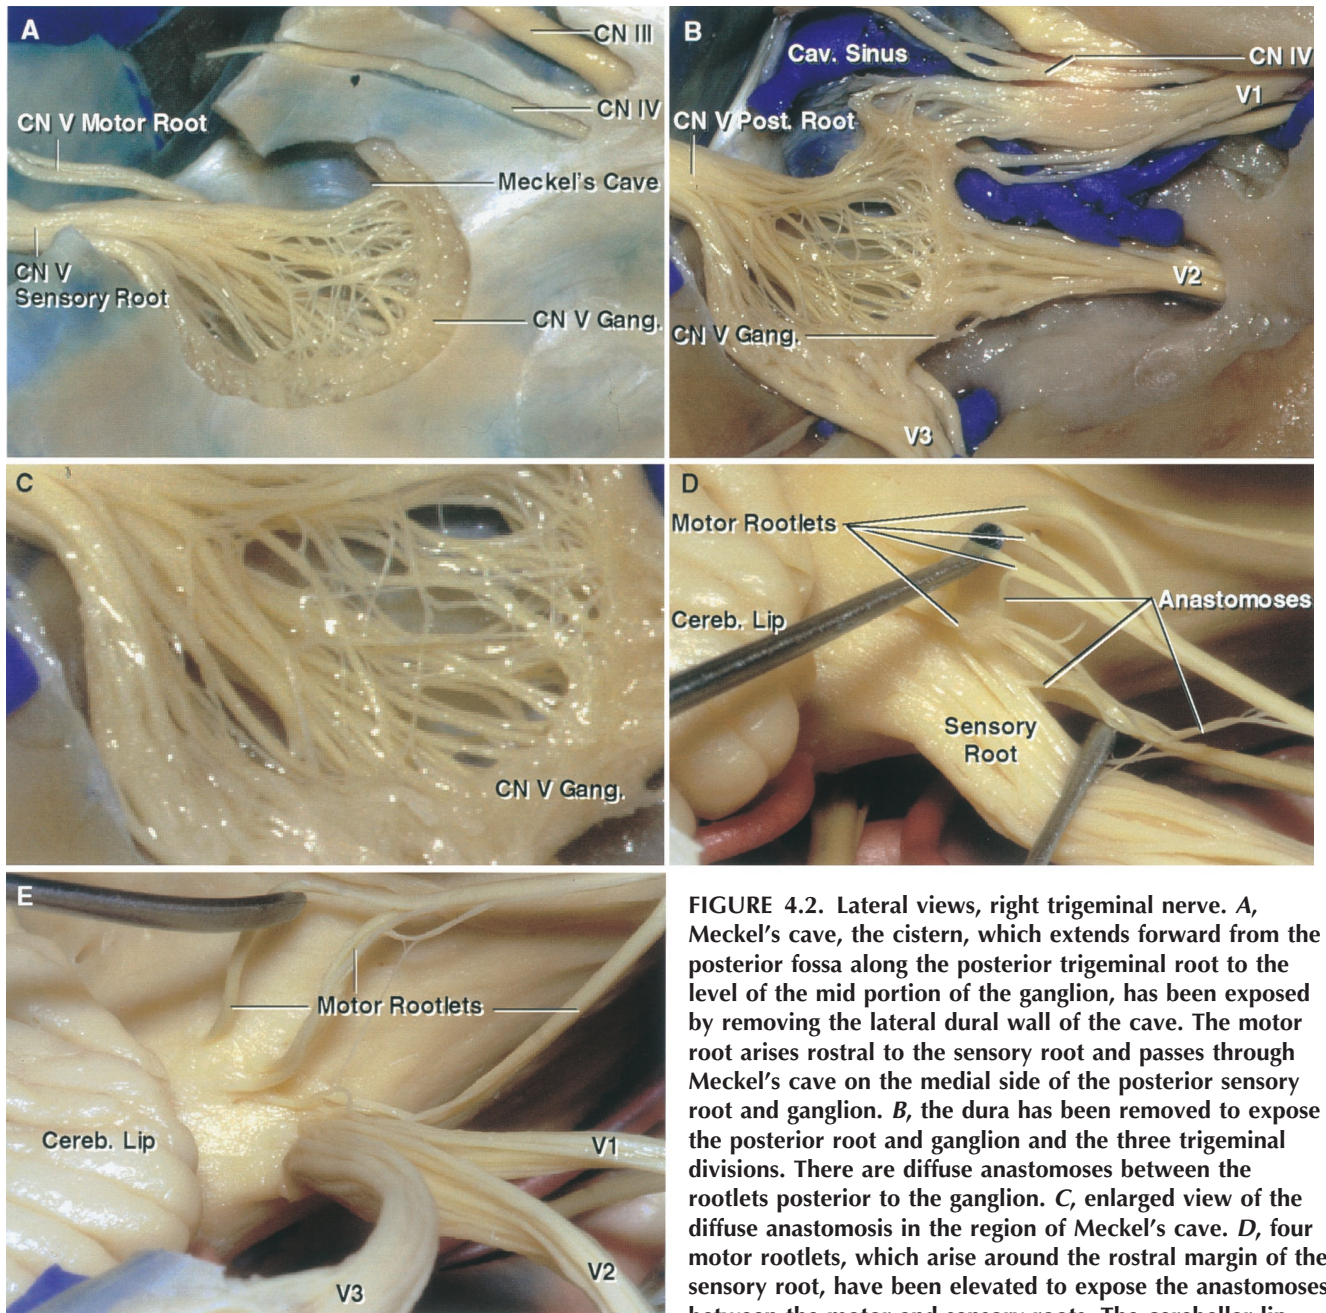 A
CN III
CN IV
CN V Motor Root
Meckel's Cave
CN V
Sensory Root
CN V Gang.
B
Cav. Sinus
CN IV
V1
CN V Post. Root
V2
CN V Gang.
V3
C
CN V Gang.
D
Motor Rootlets
Cereb. Lip
Anastomoses
Sensory
Root
E
Motor Rootlets
Cereb. Lip
V1
V2
V3
FIGURE 4.2. Lateral views, right trigeminal nerve. A,
Meckel's cave, the cistern, which extends forward from the
posterior fossa along the posterior trigeminal root to the
level of the mid portion of the ganglion, has been exposed
by removing the lateral dural wall of the cave. The motor
root arises rostral to the sensory root and passes through
Meckel's cave on the medial side of the posterior sensory
root and ganglion. B, the dura has been removed to expose
the posterior root and ganglion and the three trigeminal
divisions. There are diffuse anastomoses between the
rootlets posterior to the ganglion. C, enlarged view of the
diffuse anastomosis in the region of Meckel's cave. D, four
motor rootlets, which arise around the rostral margin of the
sensory root, have been elevated to expose the anastomoses
between the motor and sensory roots. The cerebellar lip